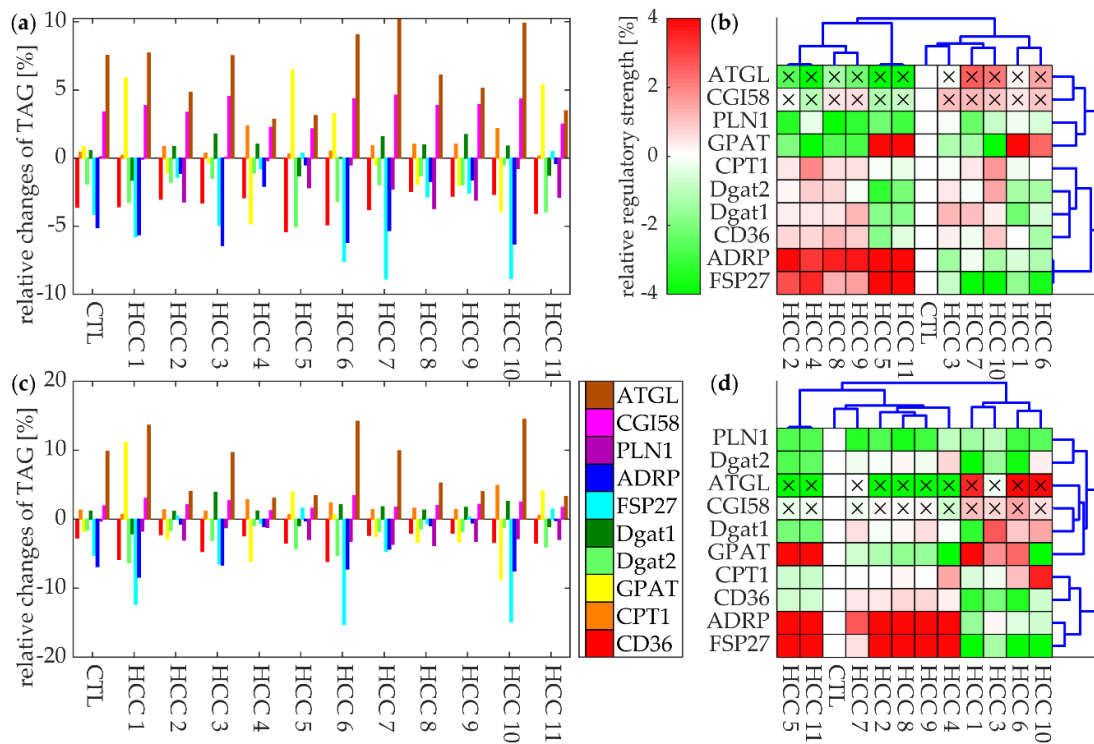 (a)
relative changes of TAG [%]
10
5
0
-5
-10
CTL
HCC 1
HCC 2
HCC 3
HCC 4
HCC 5
HCC 6
HCC 7
HCC 8
HCC 9
HCC 10
HCC 11
relative regulatory strength [%]
4
2
0
-2
-4
(b)
ATGL
CGI58
PLN1
GPAT
CPT1
Dgat2
Dgat1
CD36
ADRP
FSP27
HCC 2
HCC 4
HCC 8
HCC 9
HCC 5
HCC 11
CTL
HCC 3
HCC 7
HCC 10
HCC 1
HCC 6
(c)
relative changes of TAG [%]
20
10
0
-10
-20
CTL
HCC 1
HCC 2
HCC 3
HCC 4
HCC 5
HCC 6
HCC 7
HCC 8
HCC 9
HCC 10
HCC 11
ATGL
CGI58
PLN1
ADRP
FSP27
Dgat1
Dgat2
GPAT
CPT1
CD36
(d)
PLN1
Dgat2
ATGL
CGI58
Dgat1
GPAT
CPT1
CD36
ADRP
FSP27
HCC 5
HCC 11
CTL
HCC 7
HCC 2
HCC 8
HCC 9
HCC 4
HCC 1
HCC 3
HCC 6
HCC 10